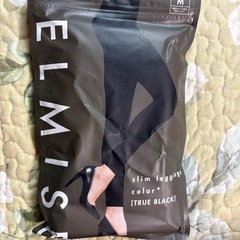 M
ELMISE
slim leggings
color+
[TRUE BLACK]